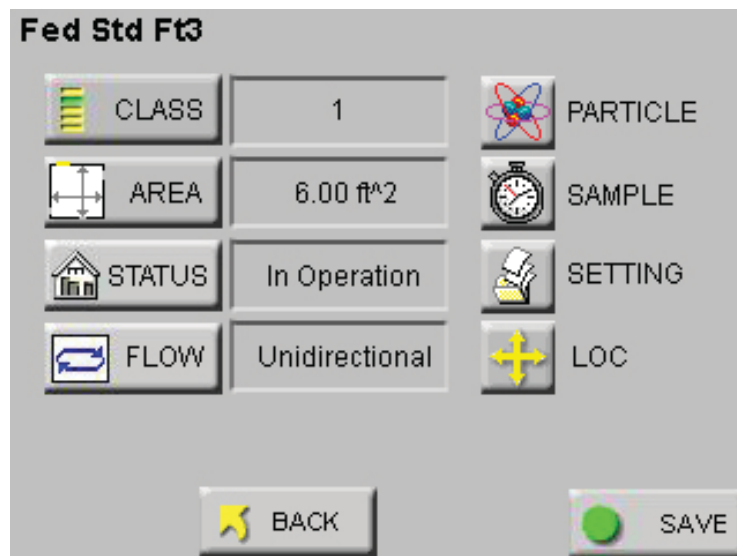 Fed Std Ft3
CLASS 1 PARTICLE
AREA 6.00 ft^2 SAMPLE
STATUS In Operation SETTING
FLOW Unidirectional LOC
BACK SAVE